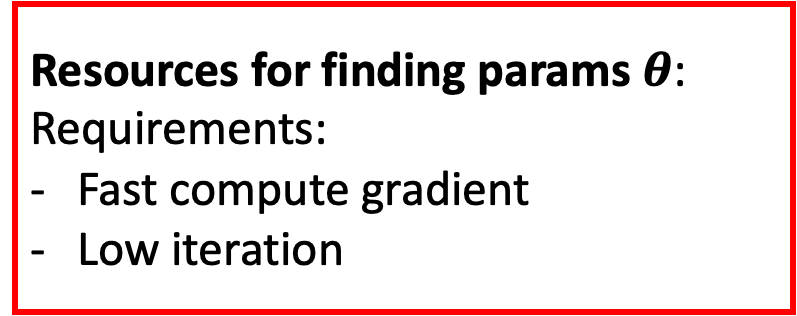 Resources for finding params θ:
Requirements:
- Fast compute gradient
- Low iteration